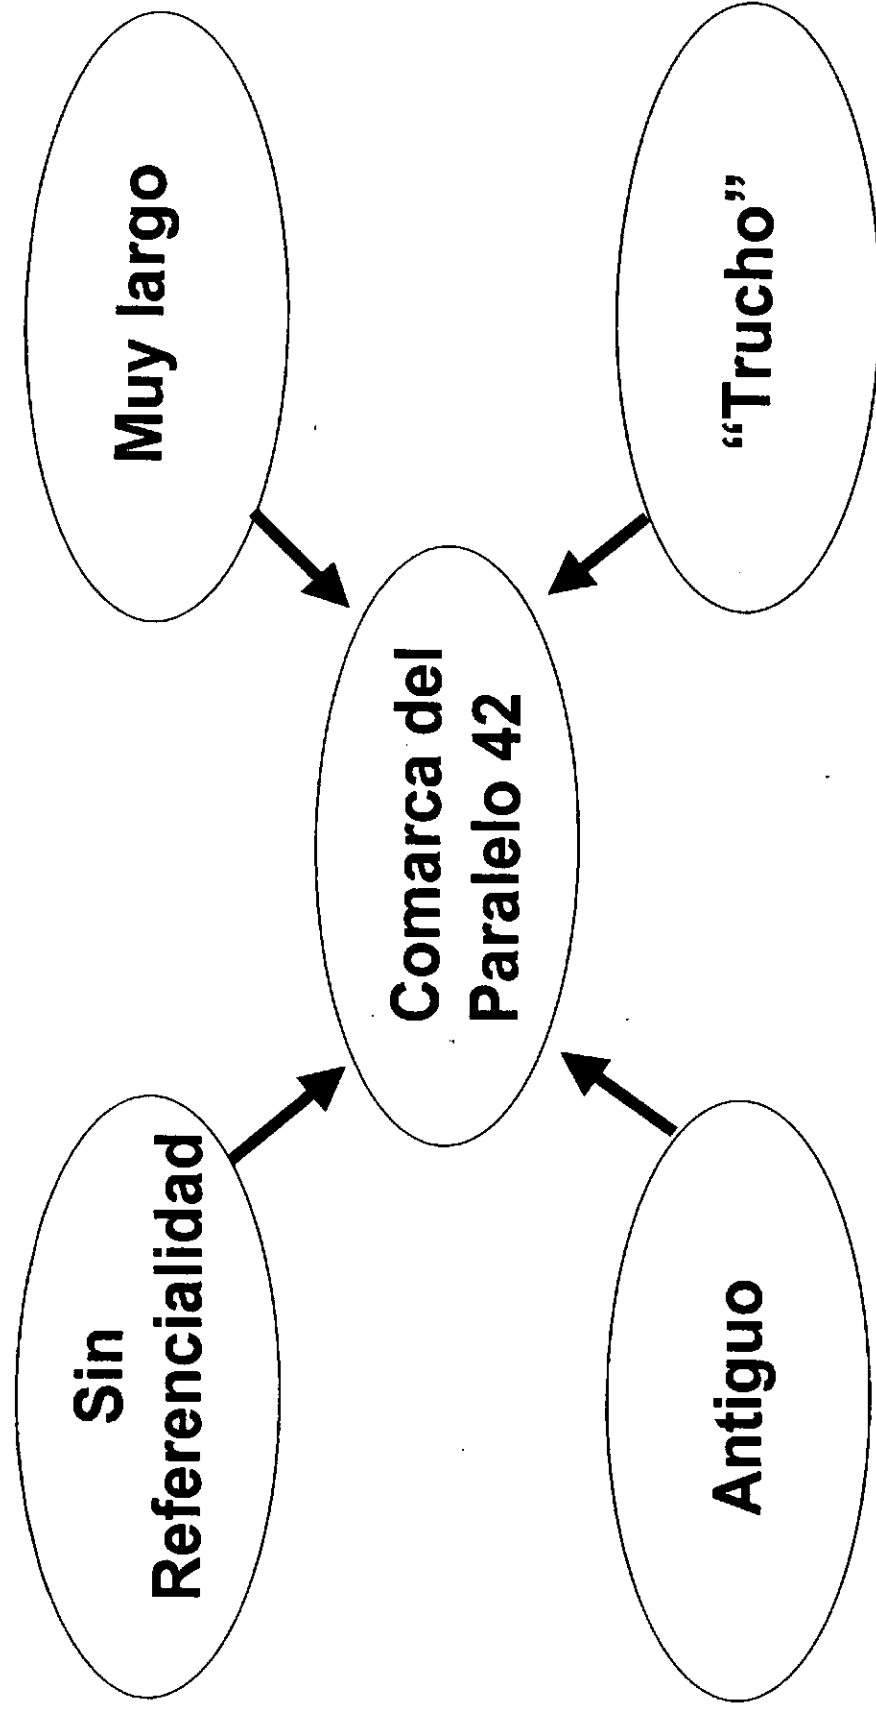 Sin
Referencialidad
Muy largo
Comarca del
Paralelo 42
Antiguo
“Trucho”